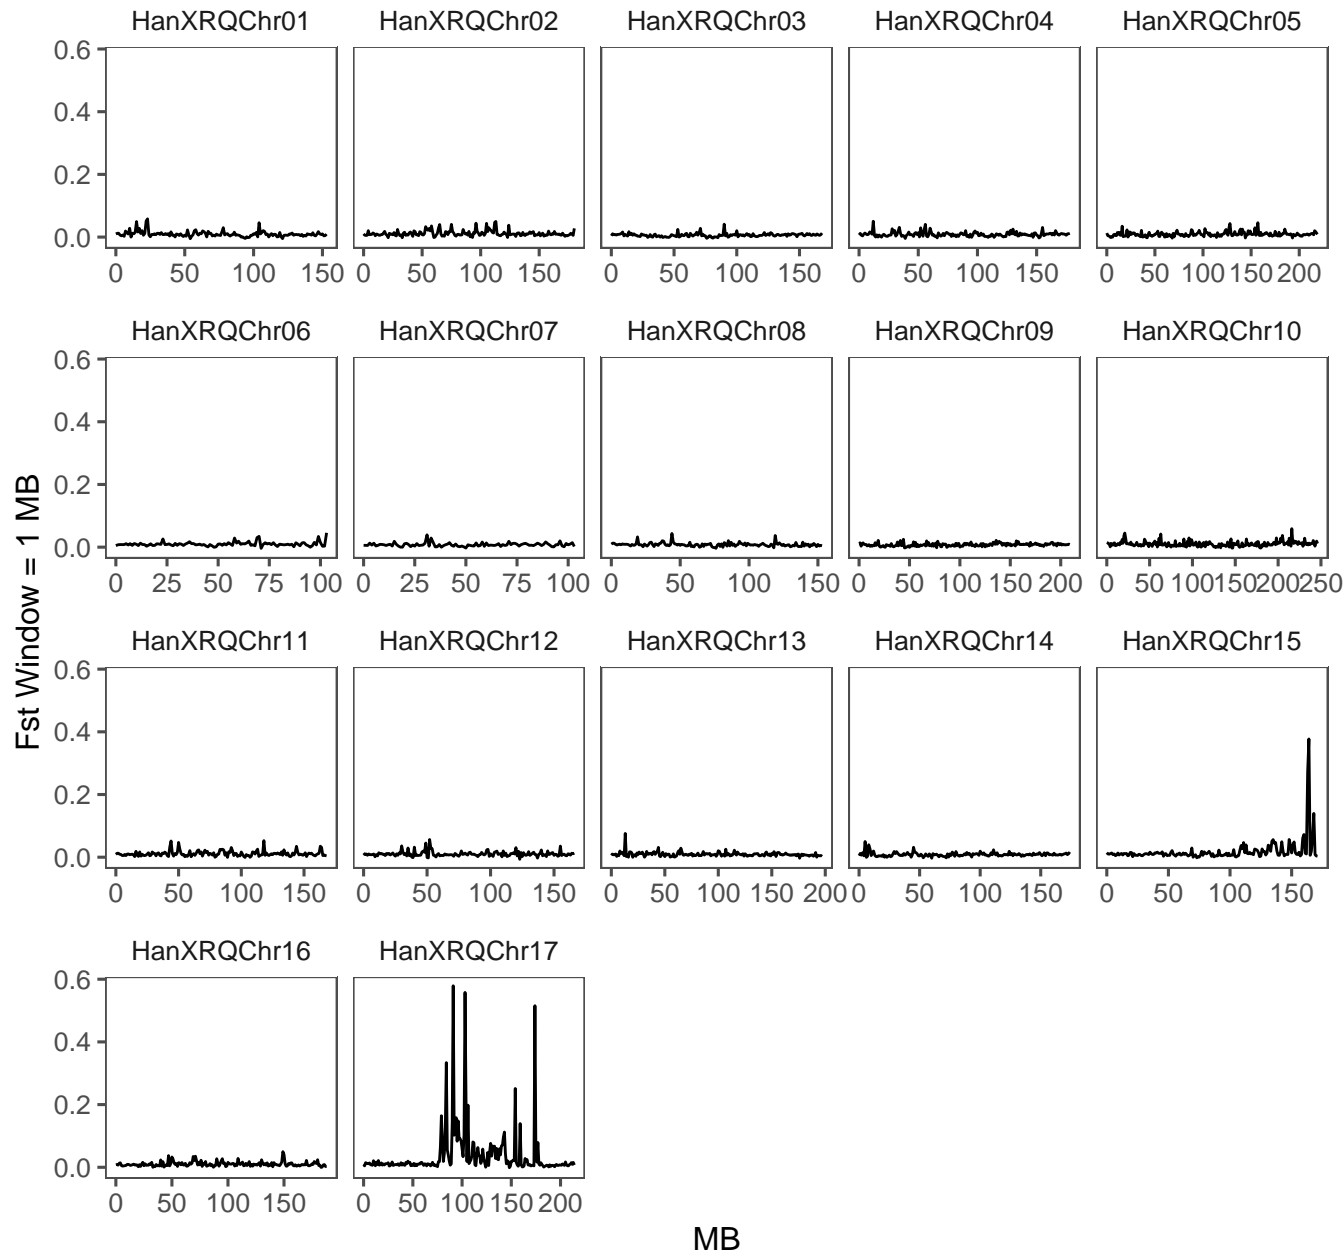 HanXRQChr01 HanXRQChr02 HanXRQChr03 HanXRQChr04 HanXRQChr05
0.6
0.4
0.2
0.0
0 50 100 150 0 50 100 150 0 50 100 150 0 50 100 150 0 50 100 150 200
HanXRQChr06 HanXRQChr07 HanXRQChr08 HanXRQChr09 HanXRQChr10
0.6
0.4
0.2
0.0
0 25 50 75 100 0 25 50 75 100 0 50 100 150 0 50 100 150 200 0 50 100 150 200 250
Fst Window = 1 MB
HanXRQChr11 HanXRQChr12 HanXRQChr13 HanXRQChr14 HanXRQChr15
0.6
0.4
0.2
0.0
0 50 100 150 0 50 100 150 0 50 100 150 200 0 50 100 150 0 50 100 150
HanXRQChr16 HanXRQChr17
0.6
0.4
0.2
0.0
0 50 100 150 0 50 100 150 200
MB